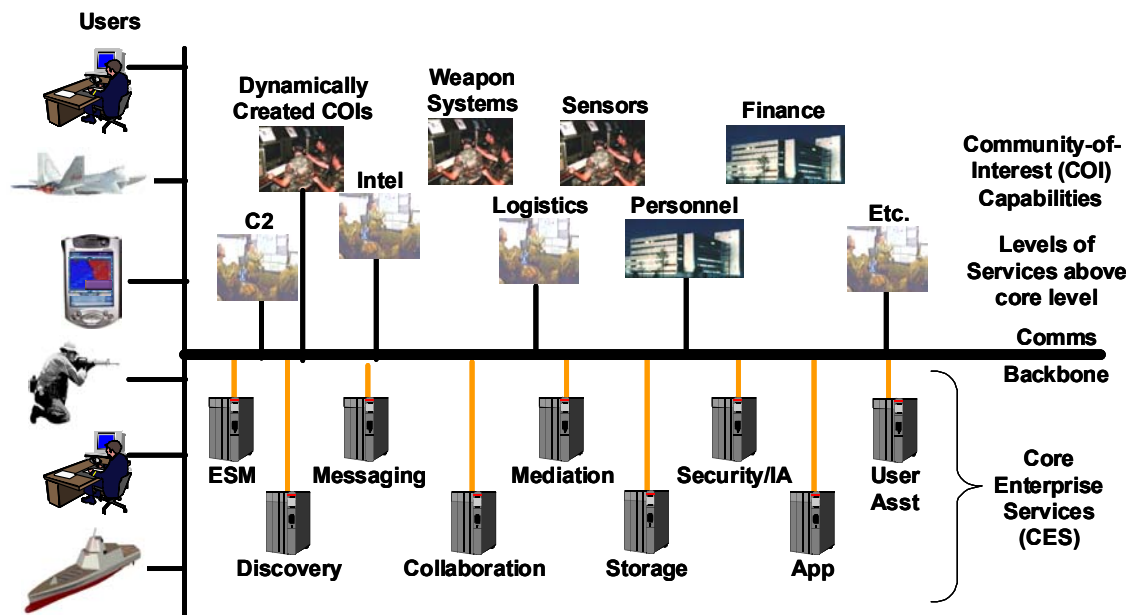 Users
Dynamically
Created COIs
Weapon
Systems
Sensors
Finance
Community-of-
Interest (COI)
Capabilities
Intel
C2
Logistics
Personnel
Etc.
Levels of
Services above
core level
Comms
Backbone
ESM
Messaging
Mediation
Security/IA
User
Asst
Discovery
Collaboration
Storage
App
Core
Enterprise
Services
(CES)